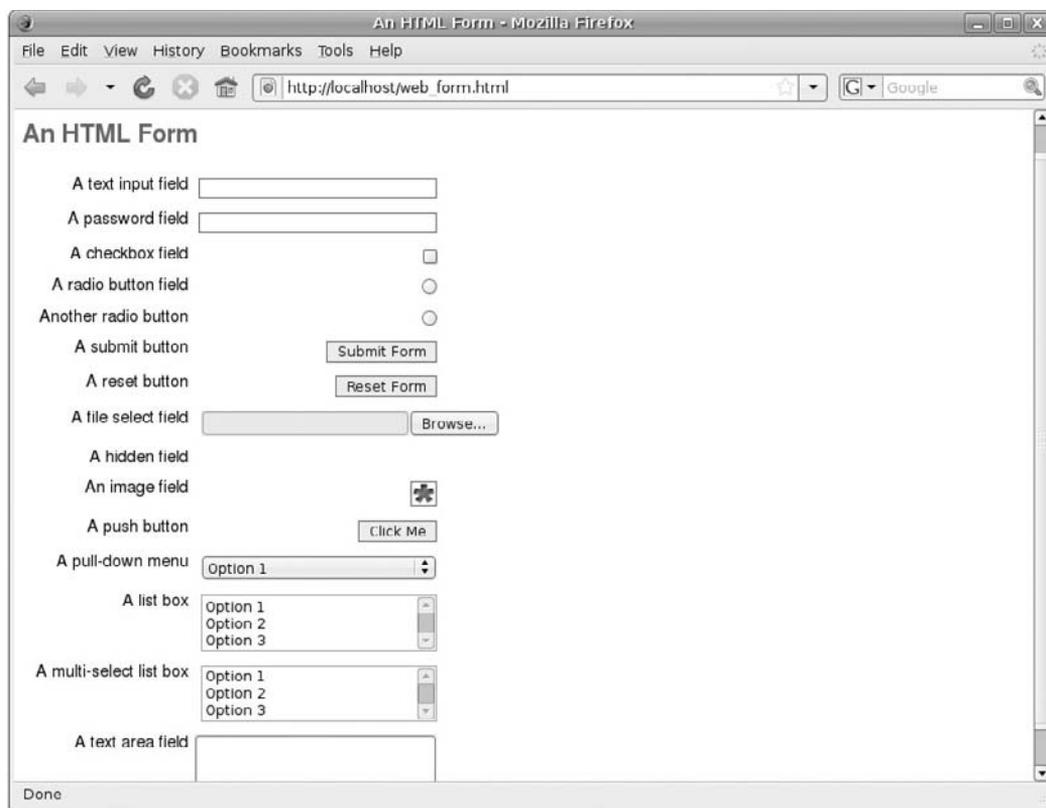 An HTML Form - Mozilla Firefox
File Edit View History Bookmarks Tools Help
http://localhost/web_form.html G Google
An HTML Form
A text input field
A password field
A checkbox field
A radio button field
Another radio button
A submit button Submit Form
A reset button Reset Form
A file select field Browse...
A hidden field
An image field
A push button Click Me
A pull-down menu Option 1
A list box Option 1
Option 2
Option 3
A multi-select list box Option 1
Option 2
Option 3
A text area field
Done